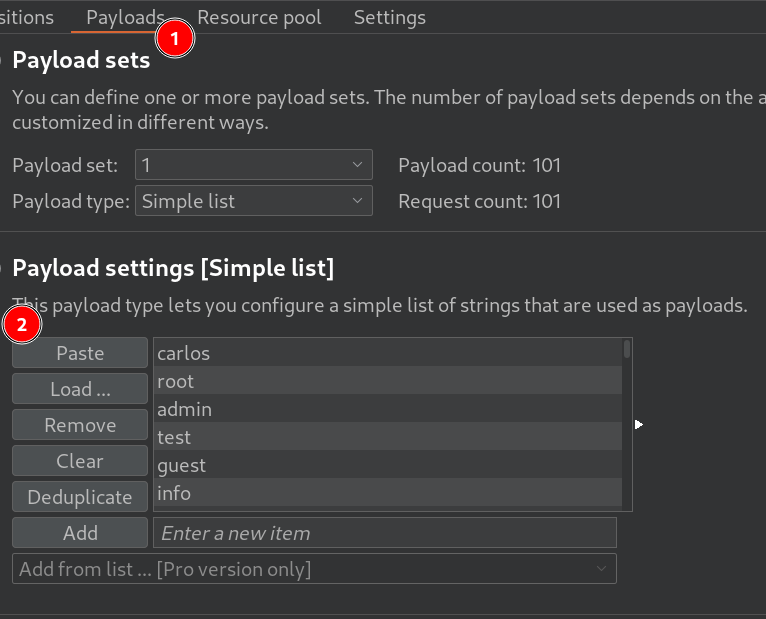 sitions Payloads Resource pool Settings
1
Payload sets
You can define one or more payload sets. The number of payload sets depends on the a
customized in different ways.
Payload set: 1 Payload count: 101
Payload type: Simple list Request count: 101
Payload settings [Simple list]
This payload type lets you configure a simple list of strings that are used as payloads.
2
Paste carlos
Load ... root
Remove admin
Clear test
Deduplicate guest
info
Add Enter a new item
Add from list ... [Pro version only]